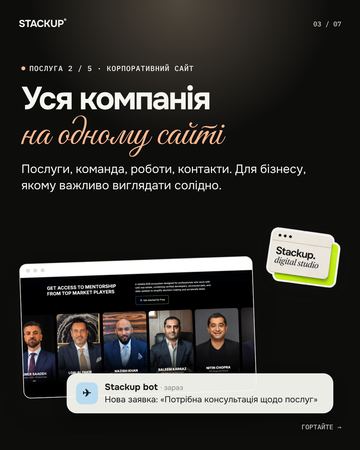 STACKUP®
03 / 07
ПОСЛУГА 2 / 5 · КОРПОРАТИВНИЙ САЙТ
Уся компанія
на одному сайті
Послуги, команда, роботи, контакти. Для бізнесу,
якому важливо виглядати солідно.
Stackup.
digital studio
GET ACCESS TO MENTORSHIP
FROM TOP MARKET PLAYERS
NITIN CHOPRA
Stackup bot · зараз
Нова заявка: «Потрібна консультація щодо послуг»
ГОРТАЙТЕ →